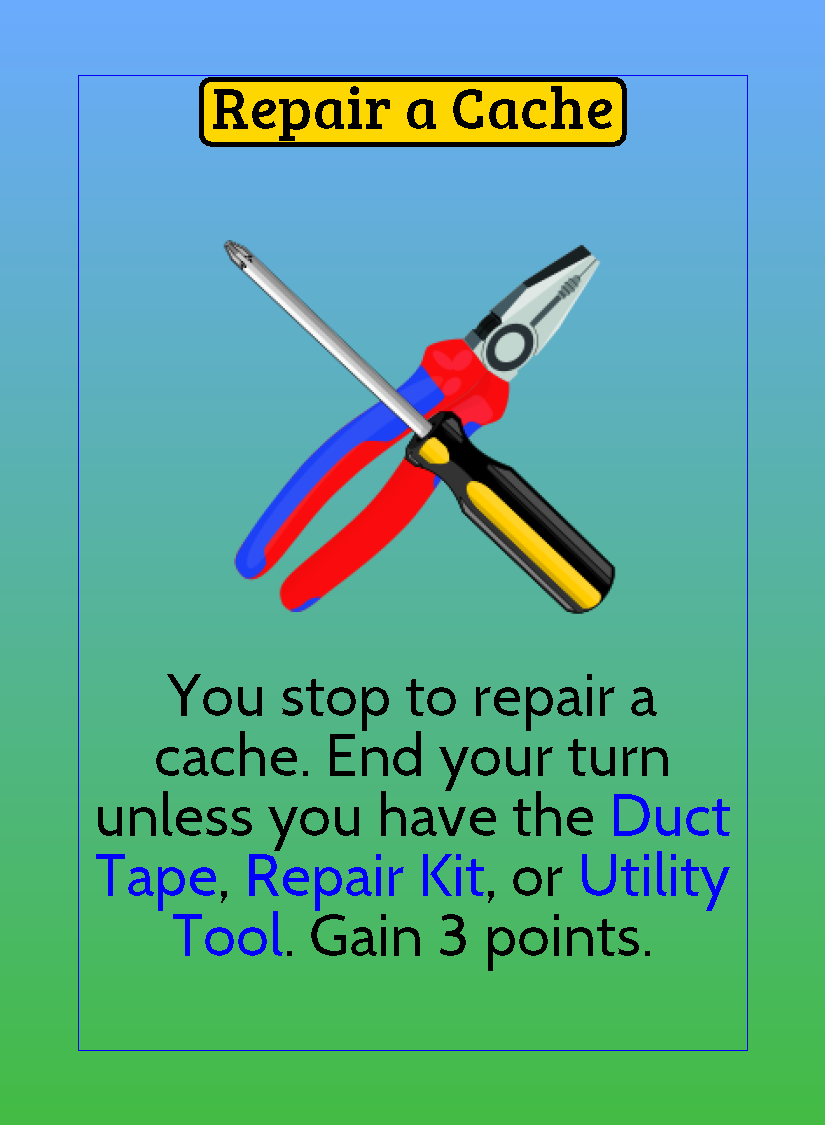 Repair a Cache
You stop to repair a
cache. End your turn
unless you have the Duct
Tape, Repair Kit, or Utility
Tool. Gain 3 points.